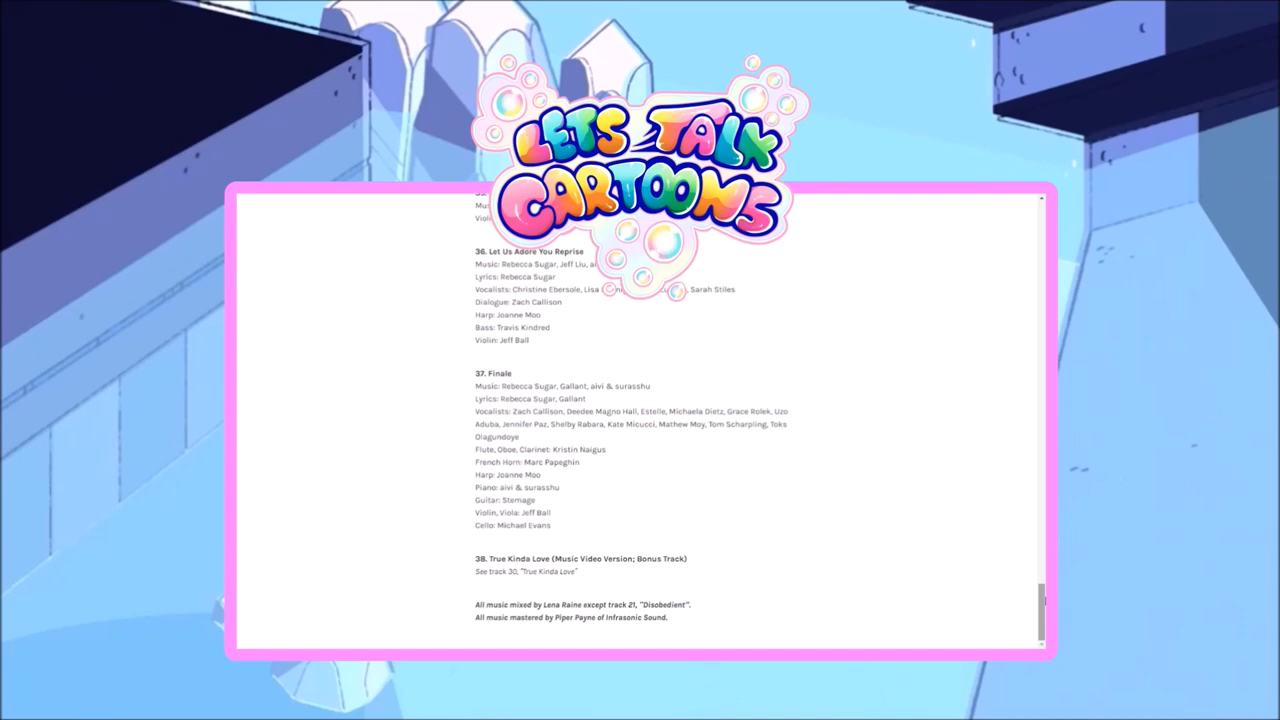 LETS TALK
CARTOONS
Mus
Violi
36. Let Us Adore You Reprise
Music: Rebecca Sugar, Jeff Liu,
Lyrics: Rebecca Sugar
Vocalists: Christine Ebersole, Lisa Sarah Stiles
Dialogue: Zach Callison
Harp: Joanne Moo
Bass: Travis Kindred
Violin: Jeff Ball
37. Finale
Music: Rebecca Sugar, Gallant, aivi & surasshu
Lyrics: Rebecca Sugar, Gallant
Vocalists: Zach Callison, Deedee Magno Hall, Estelle, Michaela Dietz, Grace Rolek, Uzo
Aduba, Jennifer Paz, Shelby Rabara, Kate Micucci, Mathew Moy, Tom Scharpling, Toks
Olagundoye
Flute, Oboe, Clarinet: Kristin Naigus
French Horn: Marc Papeghin
Harp: Joanne Moo
Piano: aivi & surasshu
Guitar: Stemage
Violin, Viola: Jeff Ball
Cello: Michael Evans
38. True Kinda Love (Music Video Version; Bonus Track)
See track 30, "True Kinda Love"
All music mixed by Lena Raine except track 21, "Disobedient".
All music mastered by Piper Payne of Infrasonic Sound.